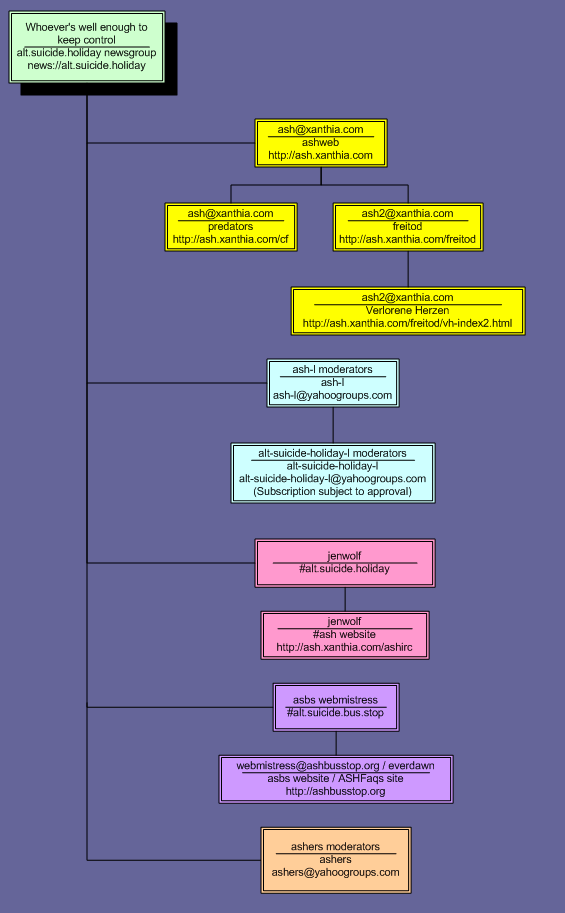 Whoever's well enough to
keep control
alt.suicide.holiday newsgroup
news://alt.suicide.holiday
ash@xanthia.com
ashweb
http://ash.xanthia.com
ash@xanthia.com
predators
http://ash.xanthia.com/cf
ash2@xanthia.com
freitod
http://ash.xanthia.com/freitod
ash2@xanthia.com
Verlorene Herzen
http://ash.xanthia.com/freitod/vh-index2.html
ash-l moderators
ash-l
ash-l@yahoogroups.com
alt-suicide-holiday-l moderators
alt-suicide-holiday-l
alt-suicide-holiday-l@yahoogroups.com
(Subscription subject to approval)
jenwolf
#alt.suicide.holiday
jenwolf
#ash website
http://ash.xanthia.com/ashirc
asbs webmistress
#alt.suicide.bus.stop
webmistress@ashbusstop.org / everdawn
asbs website / ASHFaqs site
http://ashbusstop.org
ashers moderators
ashers
ashers@yahoogroups.com